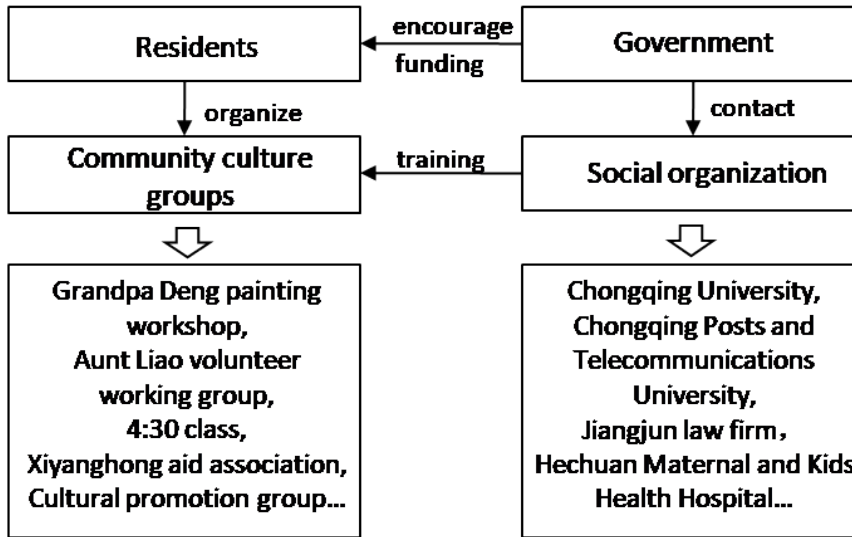 Residents
encourage
funding
Government
organize
contact
Community culture
groups
training
Social organization
Grandpa Deng painting
workshop,
Aunt Liao volunteer
working group,
4:30 class,
Xiyanghong aid association,
Cultural promotion group...
Chongqing University,
Chongqing Posts and
Telecommunications
University,
Jiangjun law firm，
Hechuan Maternal and Kids
Health Hospital...